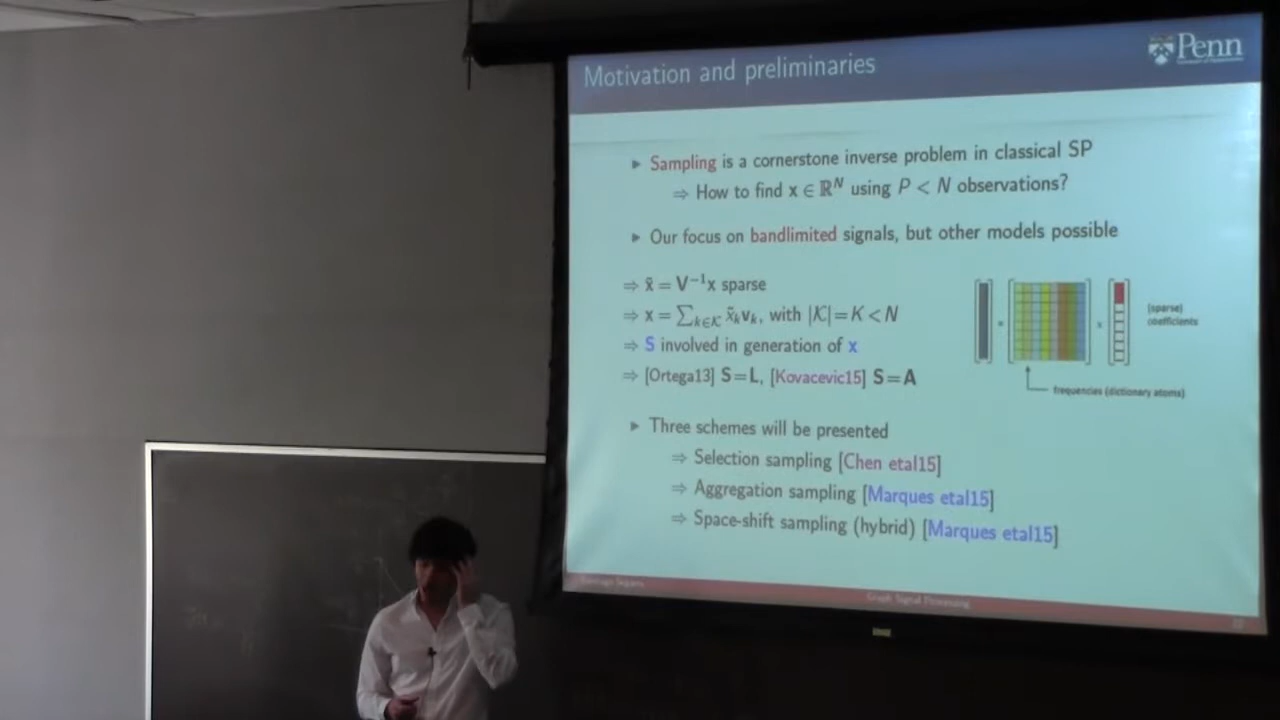 Motivation and preliminaries
Penn
▶ Sampling is a cornerstone inverse problem in classical SP
⇒ How to find x ∈ ℝᴺ using P < N observations?
▶ Our focus on bandlimited signals, but other models possible
⇒ x̃ = V⁻¹x sparse
⇒ x = ∑ₖ∈𝒦 x̃ₖvₖ, with |𝒦| = K < N
⇒ S involved in generation of x
⇒ [Ortega13] S = L, [Kovacevic15] S = A
(sparse)
coefficients
frequencies (dictionary atoms)
▶ Three schemes will be presented
⇒ Selection sampling [Chen etal15]
⇒ Aggregation sampling [Marques etal15]
⇒ Space-shift sampling (hybrid) [Marques etal15]
Graph Signal Processing